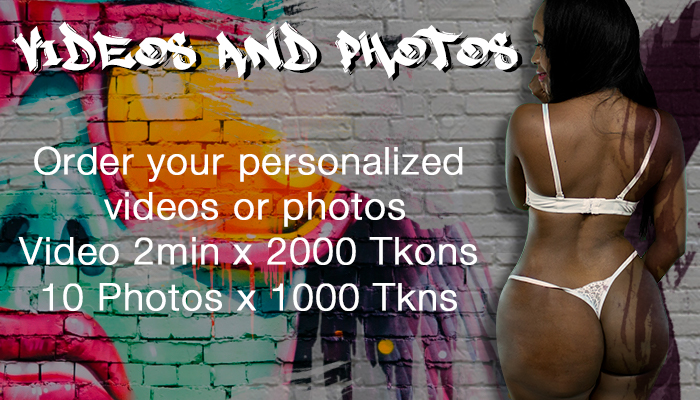 VIDEOS AND PHOTOS
Order your personalized
videos or photos
Video 2min x 2000 Tkons
10 Photos x 1000 Tkns